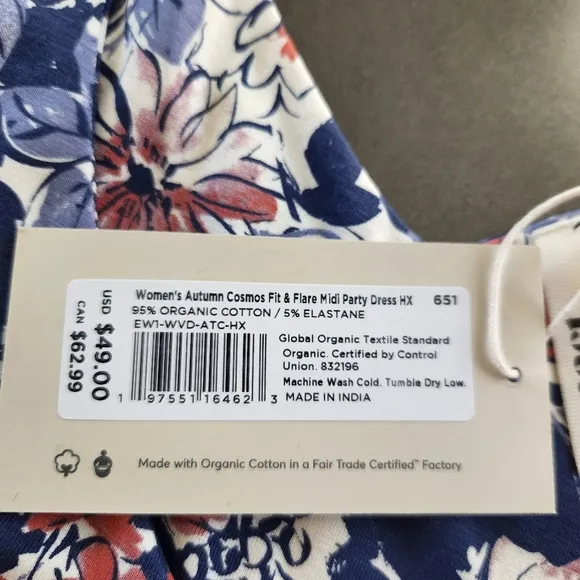 Women's Autumn Cosmos Fit & Flare Midi Party Dress HX 651
95% ORGANIC COTTON / 5% ELASTANE
EW1-WVD-ATC-HX
Global Organic Textile Standard
Organic. Certified by Control
Union. 832196
Machine Wash Cold. Tumble Dry Low.
MADE IN INDIA
1 97551 16462 3
USD $49.00
CAN $62.99
Made with Organic Cotton in a Fair Trade Certified™ Factory